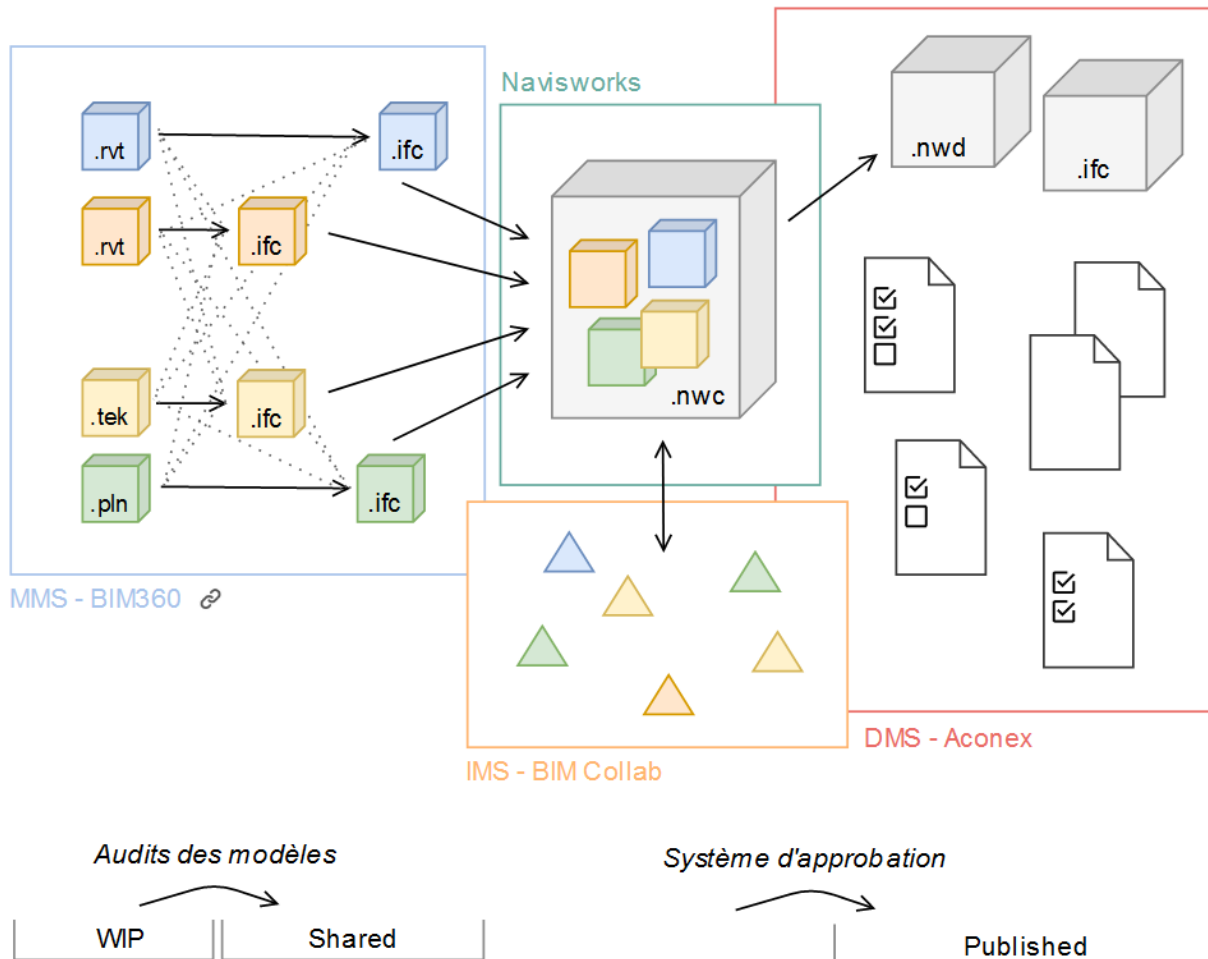 Navisworks
.rvt
.ifc
.rvt
.ifc
.tek
.ifc
.pln
.ifc
.nwc
.nwd
.ifc
MMS - BIM360
IMS - BIM Collab
DMS - Aconex
Audits des modèles
Système d'approbation
WIP
Shared
Published